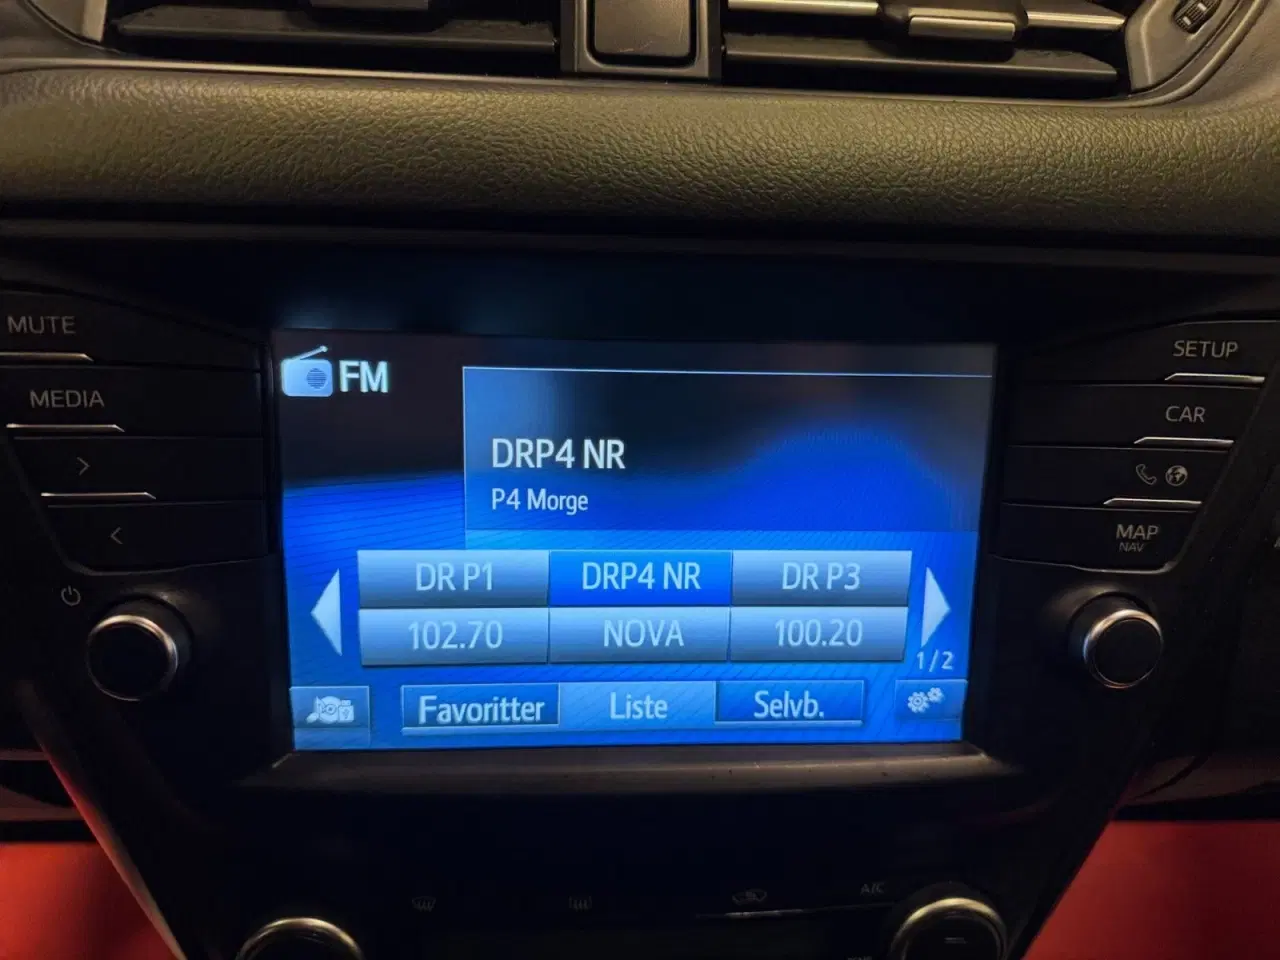 MUTE
MEDIA
FM
DRP4 NR
P4 Morge
DR P1 DRP4 NR DR P3
102.70 NOVA 100.20
1/2
Favoritter Liste Selvb.
SETUP
CAR
MAP
NAV
A/C